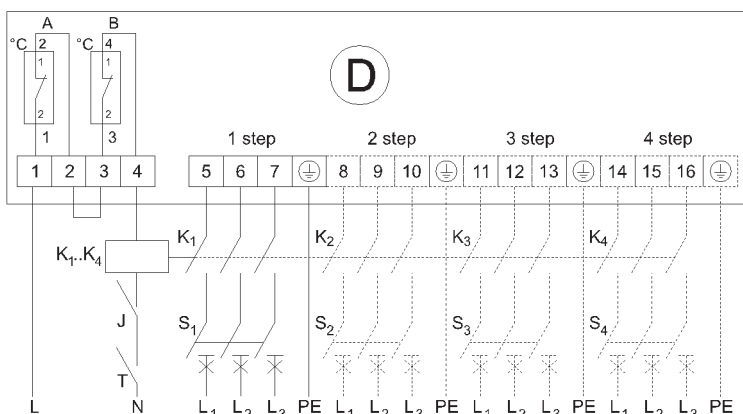 A B
°C 2 °C 4
1 1
D
2 2
1 3
1 step 2 step 3 step 4 step
1 2 3 4 5 6 7 8 9 10 11 12 13 14 15 16
K₁..K₄ K₁ K₂ K₃ K₄
J S₁ S₂ S₃ S₄
T
L N L₁ L₂ L₃ PE L₁ L₂ L₃ PE L₁ L₂ L₃ PE L₁ L₂ L₃ PE